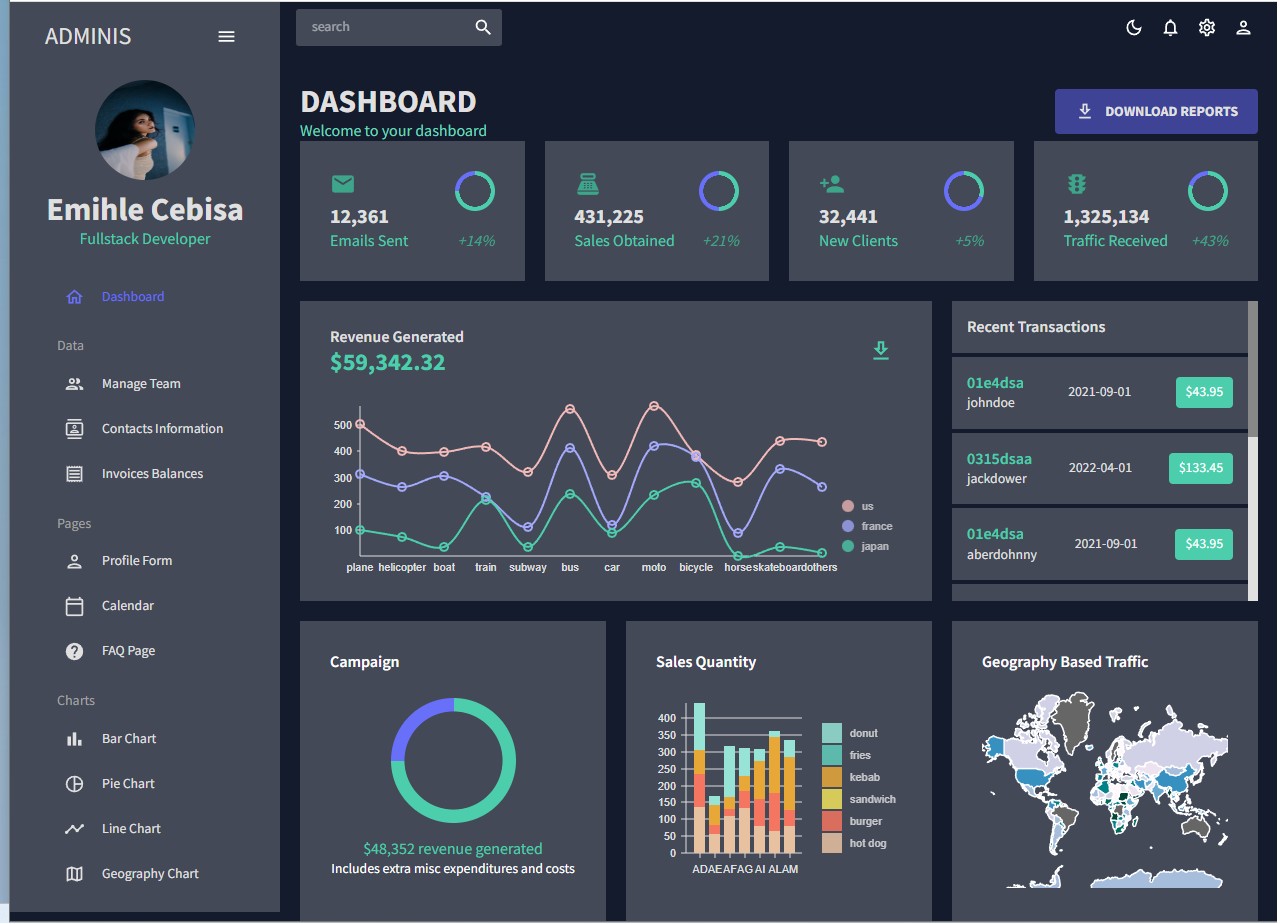 ADMINIS
Emihle Cebisa
Fullstack Developer
Dashboard
Data
Manage Team
Contacts Information
Invoices Balances
Pages
Profile Form
Calendar
FAQ Page
Charts
Bar Chart
Pie Chart
Line Chart
Geography Chart
search
DASHBOARD
Welcome to your dashboard
DOWNLOAD REPORTS
12,361
Emails Sent +14%
431,225
Sales Obtained +21%
32,441
New Clients +5%
1,325,134
Traffic Received +43%
Revenue Generated
$59,342.32
500
400
300
200
100
plane helicopter boat train subway bus car moto bicycle horse skateboard others
us
france
japan
Recent Transactions
01e4dsa
johndoe
2021-09-01
$43.95
0315dsaa
jackdower
2022-04-01
$133.45
01e4dsa
aberdohnny
2021-09-01
$43.95
Campaign
$48,352 revenue generated
Includes extra misc expenditures and costs
Sales Quantity
400
350
300
250
200
150
100
50
0
AD AE AF AG AI AL AM
donut
fries
kebab
sandwich
burger
hot dog
Geography Based Traffic